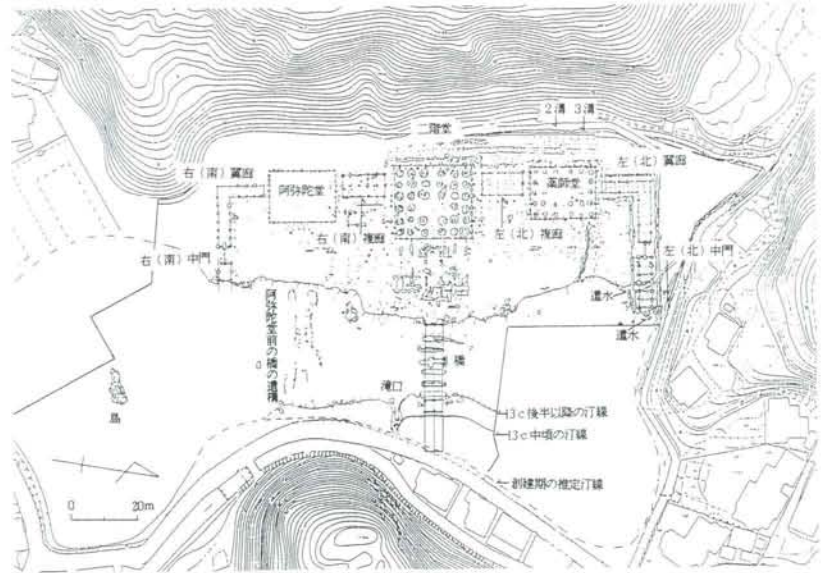 2溝 3溝
二階堂
右(南)翼廊
阿弥陀堂
薬師堂
左(北)翼廊
右(南)複廊
左(北)複廊
右(南)中門
左(北)中門
阿弥陀堂前の橋の遺構
遣水
遣水
橋
滝口
島
13c後半以降の汀線
13c中頃の汀線
創建期の推定汀線
0 20m